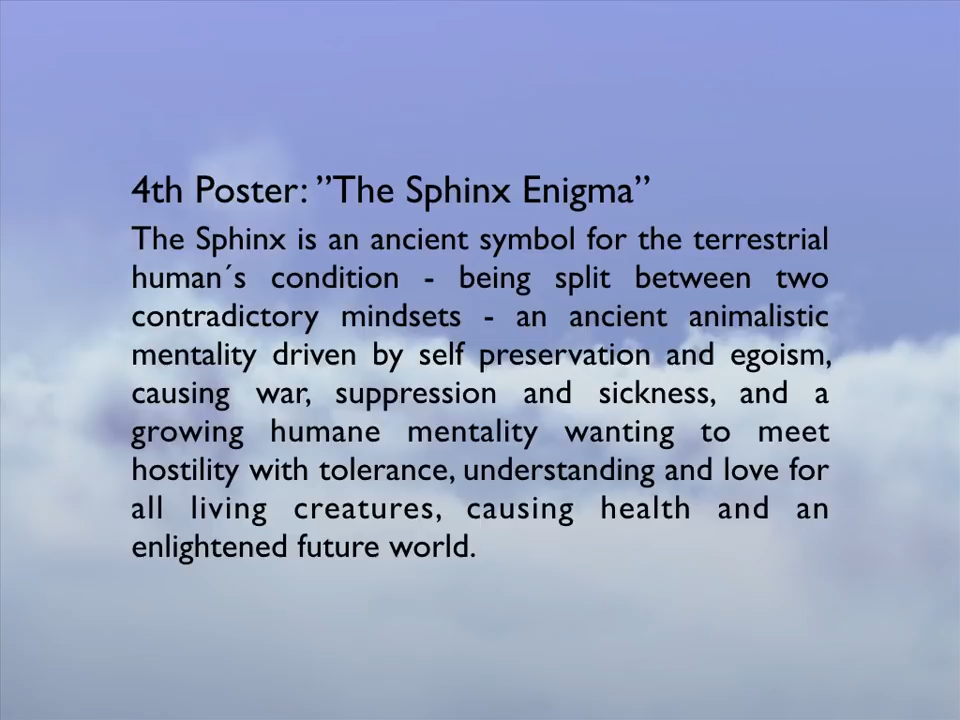 4th Poster: ”The Sphinx Enigma”
The Sphinx is an ancient symbol for the terrestrial
human´s condition - being split between two
contradictory mindsets - an ancient animalistic
mentality driven by self preservation and egoism,
causing war, suppression and sickness, and a
growing humane mentality wanting to meet
hostility with tolerance, understanding and love for
all living creatures, causing health and an
enlightened future world.